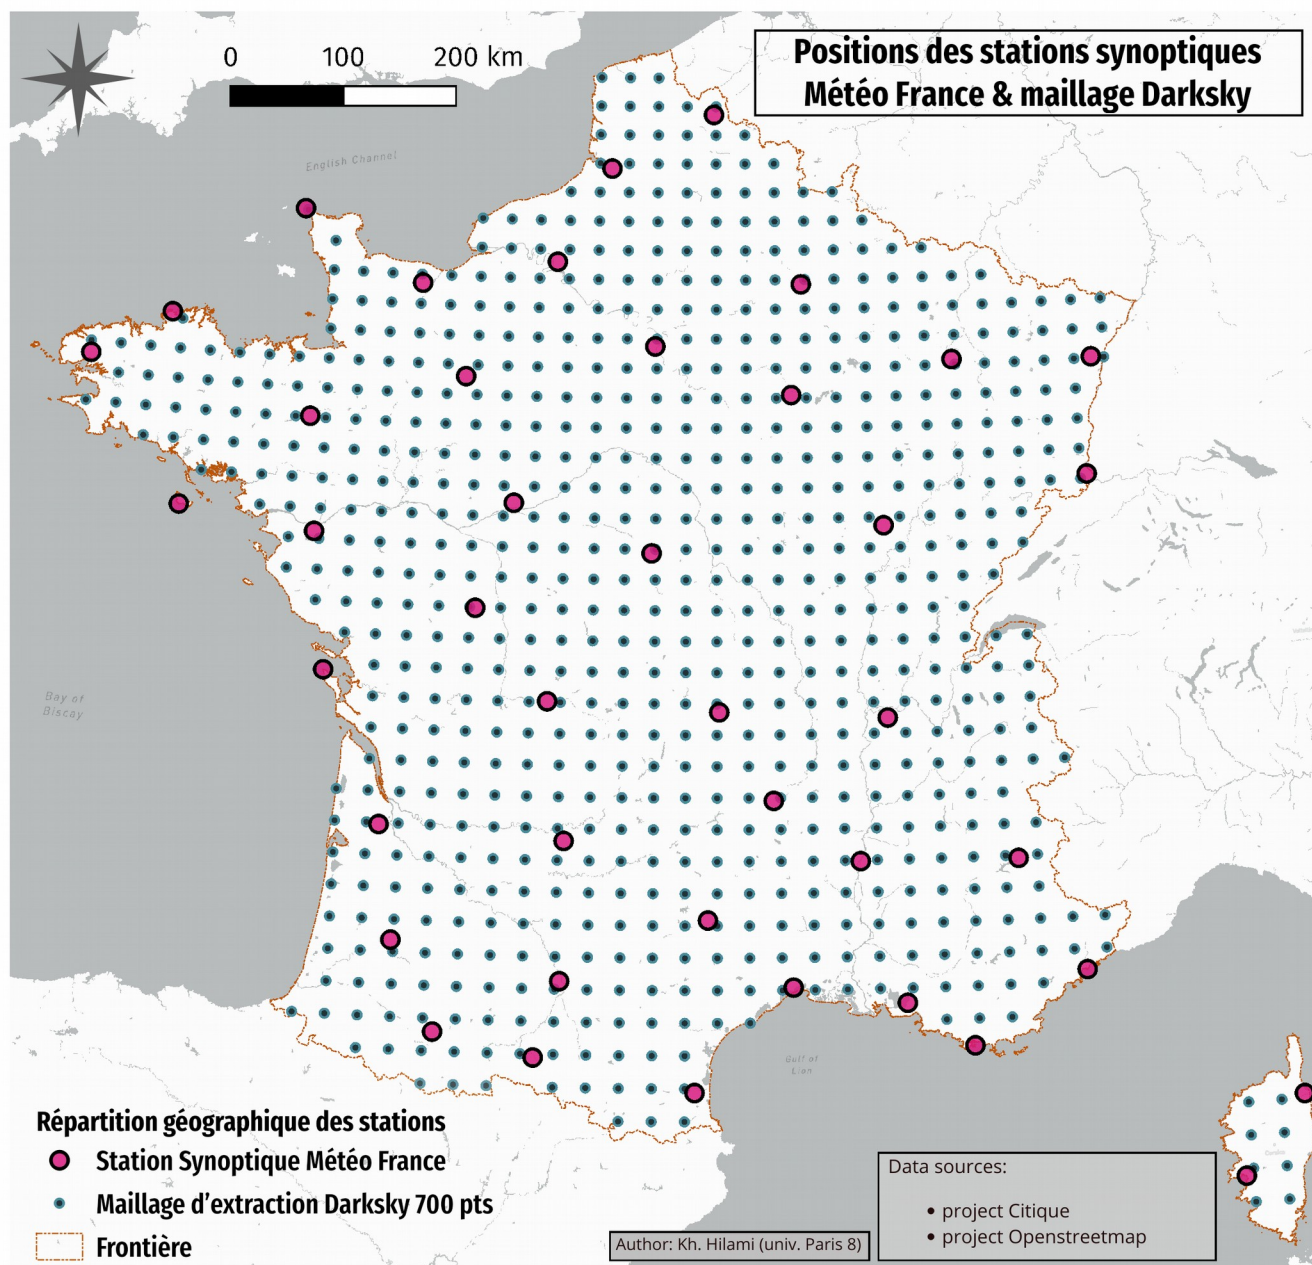 0 100 200 km
Positions des stations synoptiques
Météo France & maillage Darksky
English Channel
Bay of
Biscay
Gulf of
Lion
Répartition géographique des stations
Station Synoptique Météo France
Maillage d'extraction Darksky 700 pts
Frontière
Author: Kh. Hilami (univ. Paris 8)
Data sources:
• project Citique
• project Openstreetmap